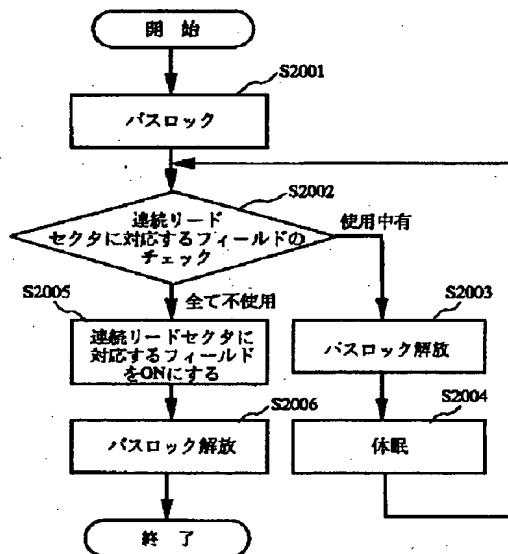 開 始
S2001
バスロック
S2002
連続リード
セクタに対応するフィールドの
チェック
使用中有
S2005
全て不使用
S2003
連続リードセクタに
対応するフィールド
をONにする
バスロック解放
S2006
S2004
バスロック解放
休眠
終 了